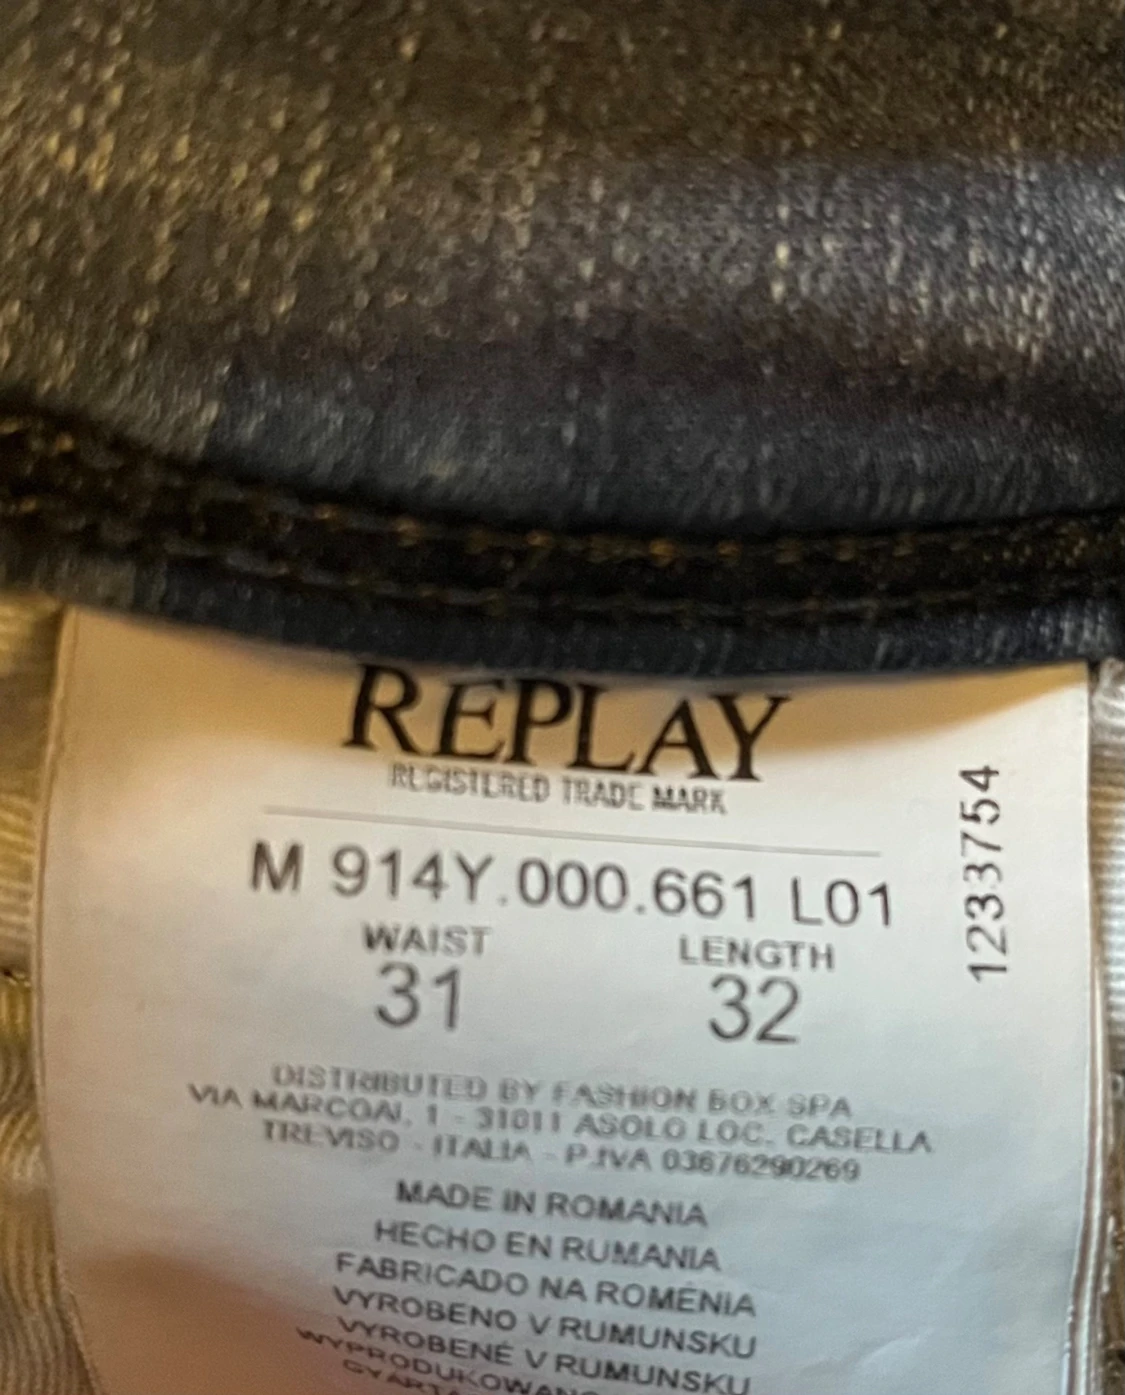 REPLAY
REGISTERED TRADE MARK
M 914Y.000.661 L01
1233754
WAIST
LENGTH
31
32
DISTRIBUTED BY FASHION BOX SPA
VIA MARCONI, 1 - 31011 ASOLO LOC. CASELLA
TREVISO - ITALIA - P.IVA 03676290269
MADE IN ROMANIA
HECHO EN RUMANIA
FABRICADO NA ROMÉNIA
VYROBENO V RUMUNSKU
VYROBENÉ V RUMUNSKU